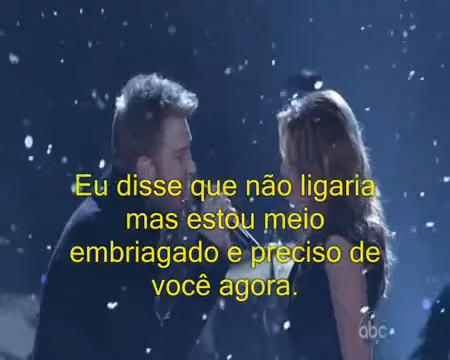 Eu disse que não ligaria
mas estou meio
embriagado e preciso de
você agora.
abc